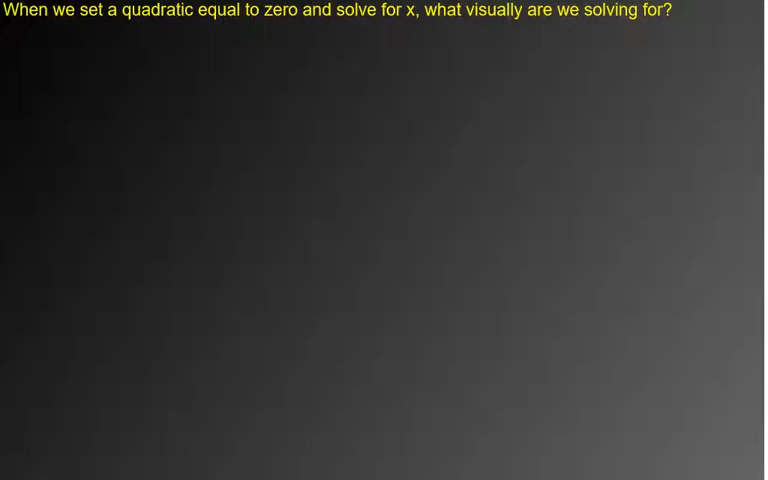 When we set a quadratic equal to zero and solve for x, what visually are we solving for?